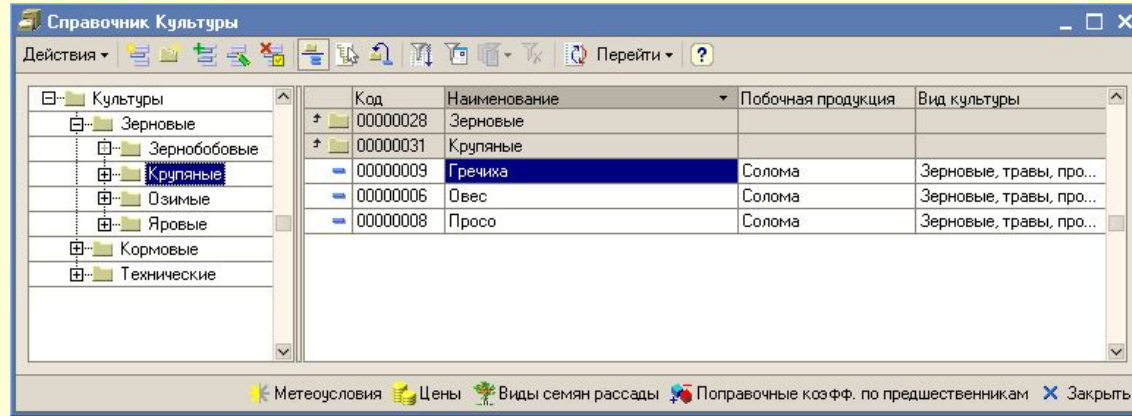 Справочник Культуры
Действия Перейти ?
Культуры
Зерновые
Зернобобовые
Крупяные
Озимые
Яровые
Кормовые
Технические
Код Наименование Побочная продукция Вид культуры
00000028 Зерновые
00000031 Крупяные
00000009 Гречиха Солома Зерновые, травы, про...
00000006 Овес Солома Зерновые, травы, про...
00000008 Просо Солома Зерновые, травы, про...
Метеоусловия Цены Виды семян рассады Поправочные коэфф. по предшественникам Закрыть